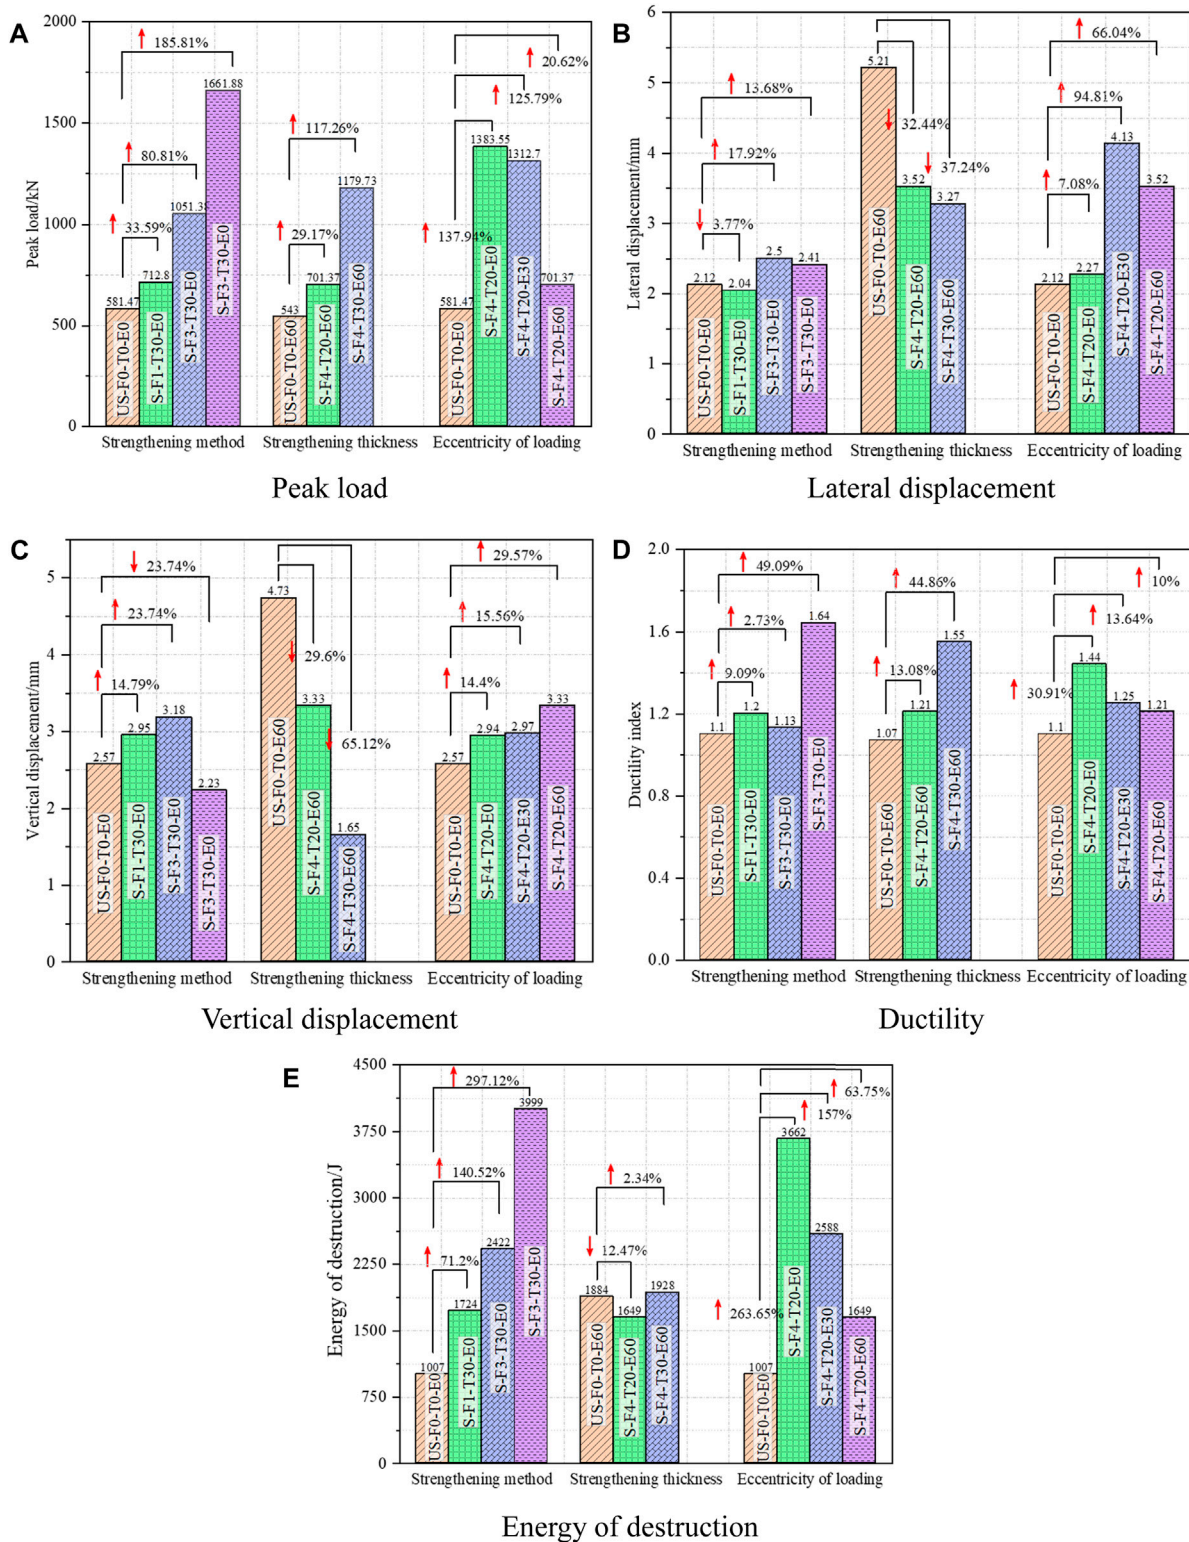 A
2000
1500
1000
500
0
Peak load/kN
185.81%
80.81%
33.59%
581.47
712.8
1051.38
1661.88
US-F0-T0-E0
S-F1-T30-E0
S-F3-T30-E0
S-F3-T30-E0
117.26%
29.17%
543
701.37
1179.73
US-F0-T0-E60
S-F4-T20-E60
S-F4-T30-E60
20.62%
125.79%
137.94%
581.47
1383.55
1312.7
701.37
US-F0-T0-E0
S-F4-T20-E0
S-F4-T20-E30
S-F4-T20-E60
Strengthening method
Strengthening thickness
Eccentricity of loading
Peak load
B
6
5
4
3
2
1
0
Lateral displacement/mm
13.68%
17.92%
3.77%
2.12
2.04
2.5
2.41
US-F0-T0-E0
S-F1-T30-E0
S-F3-T30-E0
S-F3-T30-E0
32.44%
37.24%
5.21
3.52
3.27
US-F0-T0-E60
S-F4-T20-E60
S-F4-T30-E60
66.04%
94.81%
7.08%
2.12
2.27
4.13
3.52
US-F0-T0-E0
S-F4-T20-E0
S-F4-T20-E30
S-F4-T20-E60
Strengthening method
Strengthening thickness
Eccentricity of loading
Lateral displacement
C
5
4
3
2
1
0
Vertical displacement/mm
23.74%
23.74%
14.79%
2.57
2.95
3.18
2.23
US-F0-T0-E0
S-F1-T30-E0
S-F3-T30-E0
S-F3-T30-E0
29.6%
65.12%
4.73
3.33
1.65
US-F0-T0-E60
S-F4-T20-E60
S-F4-T30-E60
29.57%
15.56%
14.4%
2.57
2.94
2.97
3.33
US-F0-T0-E0
S-F4-T20-E0
S-F4-T20-E30
S-F4-T20-E60
Strengthening method
Strengthening thickness
Eccentricity of loading
Vertical displacement
D
2.0
1.6
1.2
0.8
0.4
0.0
Ductility index
49.09%
2.73%
9.09%
1.1
1.2
1.13
1.64
US-F0-T0-E0
S-F1-T30-E0
S-F3-T30-E0
S-F3-T30-E0
44.86%
13.08%
1.07
1.21
1.55
US-F0-T0-E60
S-F4-T20-E60
S-F4-T30-E60
10%
13.64%
30.91%
1.1
1.44
1.25
1.21
US-F0-T0-E0
S-F4-T20-E0
S-F4-T20-E30
S-F4-T20-E60
Strengthening method
Strengthening thickness
Eccentricity of loading
Ductility
E
4500
3750
3000
2250
1500
750
0
Energy of destruction/J
297.12%
140.52%
71.2%
1007
1724
2422
3999
US-F0-T0-E0
S-F1-T30-E0
S-F3-T30-E0
S-F3-T30-E0
2.34%
12.47%
1884
1649
1928
US-F0-T0-E60
S-F4-T20-E60
S-F4-T30-E60
63.75%
157%
263.65%
1007
3662
2588
1649
US-F0-T0-E0
S-F4-T20-E0
S-F4-T20-E30
S-F4-T20-E60
Strengthening method
Strengthening thickness
Eccentricity of loading
Energy of destruction